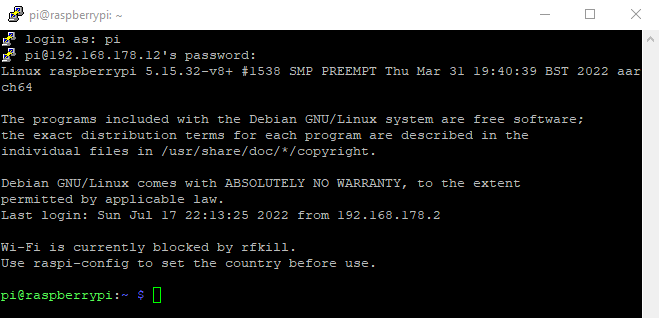 pi@raspberrypi: ~
login as: pi
pi@192.168.178.12's password:
Linux raspberrypi 5.15.32-v8+ #1538 SMP PREEMPT Thu Mar 31 19:40:39 BST 2022 aar
ch64
The programs included with the Debian GNU/Linux system are free software;
the exact distribution terms for each program are described in the
individual files in /usr/share/doc/*/copyright.
Debian GNU/Linux comes with ABSOLUTELY NO WARRANTY, to the extent
permitted by applicable law.
Last login: Sun Jul 17 22:13:25 2022 from 192.168.178.2
Wi-Fi is currently blocked by rfkill.
Use raspi-config to set the country before use.
pi@raspberrypi:~ $